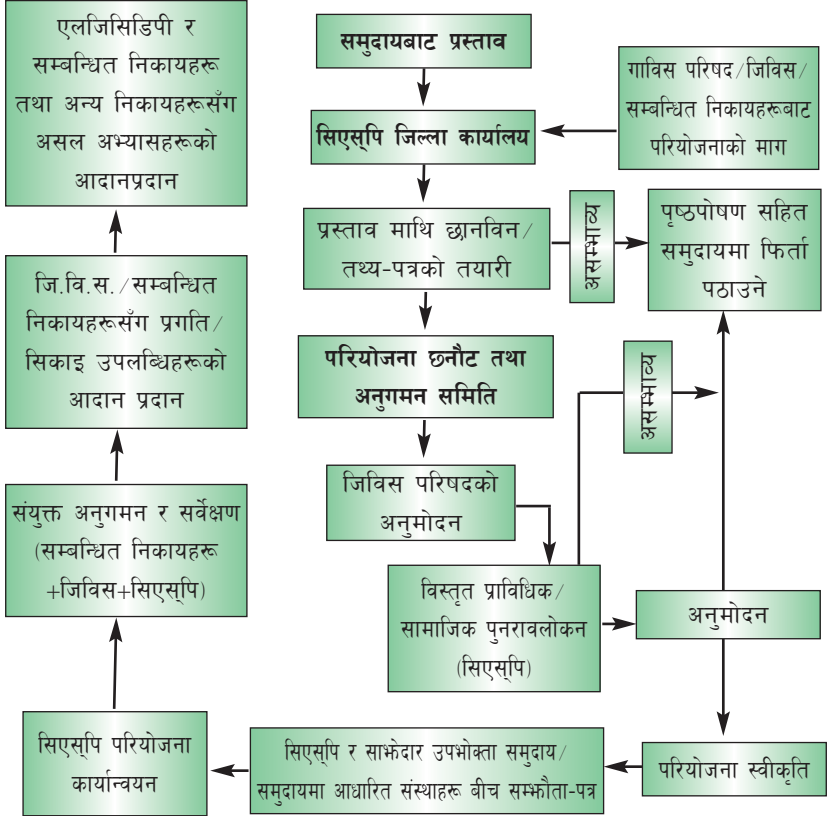 समुदायबाट प्रस्ताव
गाविस परिषद/जिविस/
सम्बन्धित निकायहरूबाट
परियोजनाको माग
सिएस्‌पि जिल्ला कार्यालय
प्रस्ताव माथि छानविन/
तथ्य-पत्रको तयारी
असम्भाव्य
पृष्ठपोषण सहित
समुदायमा फिर्ता
पठाउने
परियोजना छनौट तथा
अनुगमन समिति
असम्भाव्य
जिविस परिषदको
अनुमोदन
विस्तृत प्राविधिक/
सामाजिक पुनरावलोकन
(सिएस्‌पि)
अनुमोदन
परियोजना स्वीकृति
सिएस्‌पि र साझेदार उपभोक्ता समुदाय/
समुदायमा आधारित संस्थाहरू बीच सम्झौता-पत्र
सिएस्‌पि परियोजना
कार्यान्वयन
संयुक्त अनुगमन र सर्वेक्षण
(सम्बन्धित निकायहरू
+जिविस+सिएस्‌पि)
जि.वि.स./सम्बन्धित
निकायहरूसँग प्रगति/
सिकाइ उपलब्धिहरूको
आदान प्रदान
एलजिसिडिपी र
सम्बन्धित निकायहरू
तथा अन्य निकायहरूसँग
असल अभ्यासहरूको
आदानप्रदान